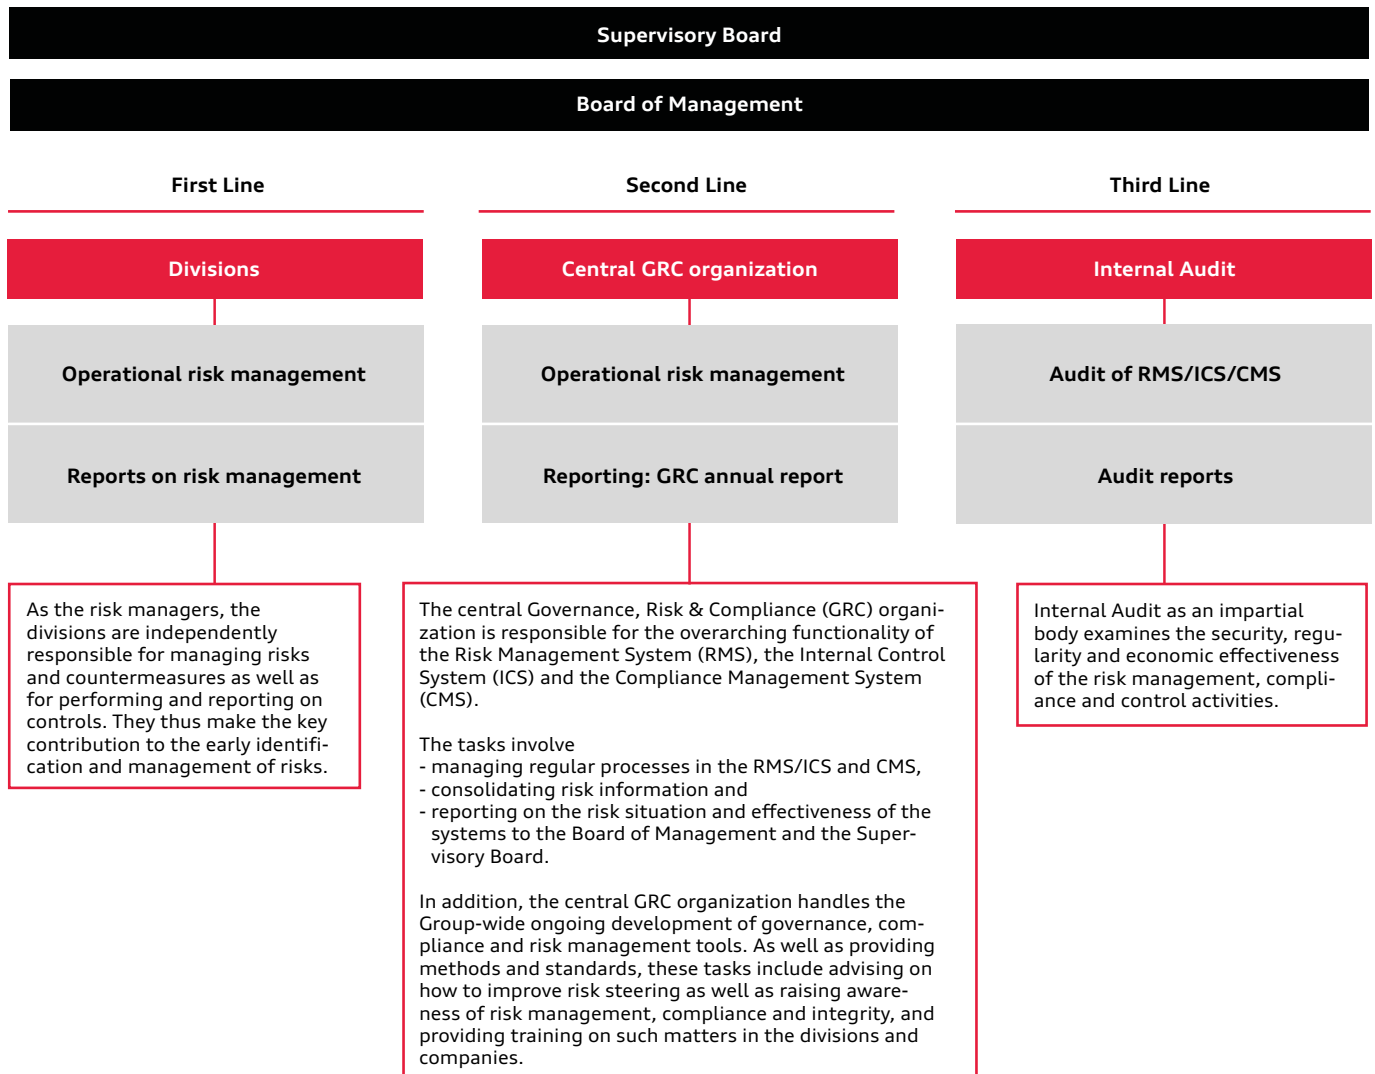 Supervisory Board
Board of Management
First Line
Second Line
Third Line
Divisions
Central GRC organization
Internal Audit
Operational risk management
Operational risk management
Audit of RMS/ICS/CMS
Reports on risk management
Reporting: GRC annual report
Audit reports
As the risk managers, the
divisions are independently
responsible for managing risks
and countermeasures as well as
for performing and reporting on
controls. They thus make the key
contribution to the early identifi-
cation and management of risks.
The central Governance, Risk & Compliance (GRC) organi-
zation is responsible for the overarching functionality of
the Risk Management System (RMS), the Internal Control
System (ICS) and the Compliance Management System
(CMS).
The tasks involve
- managing regular processes in the RMS/ICS and CMS,
- consolidating risk information and
- reporting on the risk situation and effectiveness of the
systems to the Board of Management and the Super-
visory Board.
In addition, the central GRC organization handles the
Group-wide ongoing development of governance, com-
pliance and risk management tools. As well as providing
methods and standards, these tasks include advising on
how to improve risk steering as well as raising aware-
ness of risk management, compliance and integrity, and
providing training on such matters in the divisions and
companies.
Internal Audit as an impartial
body examines the security, regu-
larity and economic effectiveness
of the risk management, compli-
ance and control activities.